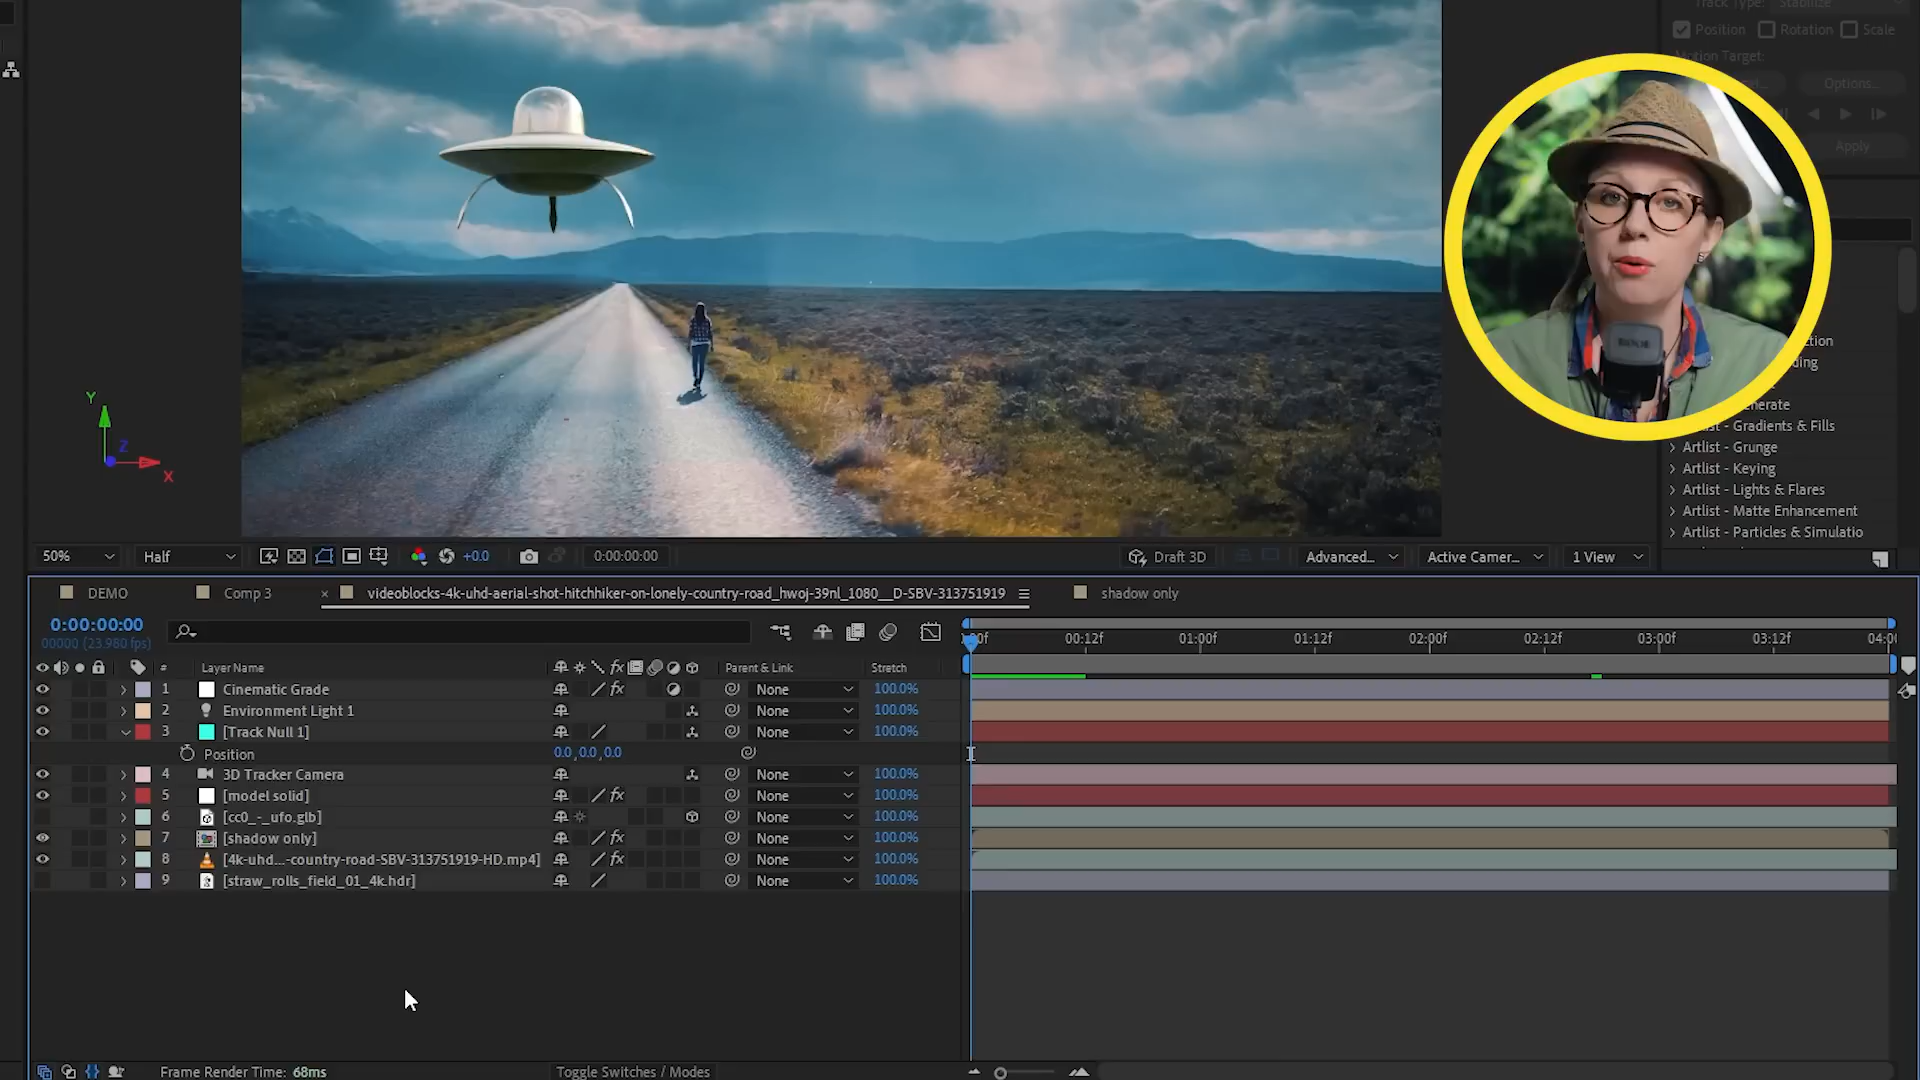 Track Type: Stabilize
Position Rotation Scale
Motion Target:
Options...
Apply
RODE
Y
Z
X
Artlist - Gradients & Fills
Artlist - Grunge
Artlist - Keying
Artlist - Lights & Flares
Artlist - Matte Enhancement
Artlist - Particles & Simulatio
50% Half +0.0 0:00:00:00 Draft 3D Advanced... Active Camer... 1 View
DEMO Comp 3 × videoblocks-4k-uhd-aerial-shot-hitchhiker-on-lonely-country-road_hwoj-39nl_1080__D-SBV-313751919 shadow only
0:00:00:00
00000 (23.980 fps)
:00f 00:12f 01:00f 01:12f 02:00f 02:12f 03:00f 03:12f 04:00
# Layer Name fx Parent & Link Stretch
1 Cinematic Grade fx None 100.0%
2 Environment Light 1 None 100.0%
3 [Track Null 1] None 100.0%
Position 0.0,0.0,0.0
4 3D Tracker Camera None 100.0%
5 [model solid] fx None 100.0%
6 [cc0_-_ufo.glb] None 100.0%
7 [shadow only] fx None 100.0%
8 [4k-uhd...-country-road-SBV-313751919-HD.mp4] fx None 100.0%
9 [straw_rolls_field_01_4k.hdr] None 100.0%
Frame Render Time: 68ms Toggle Switches / Modes